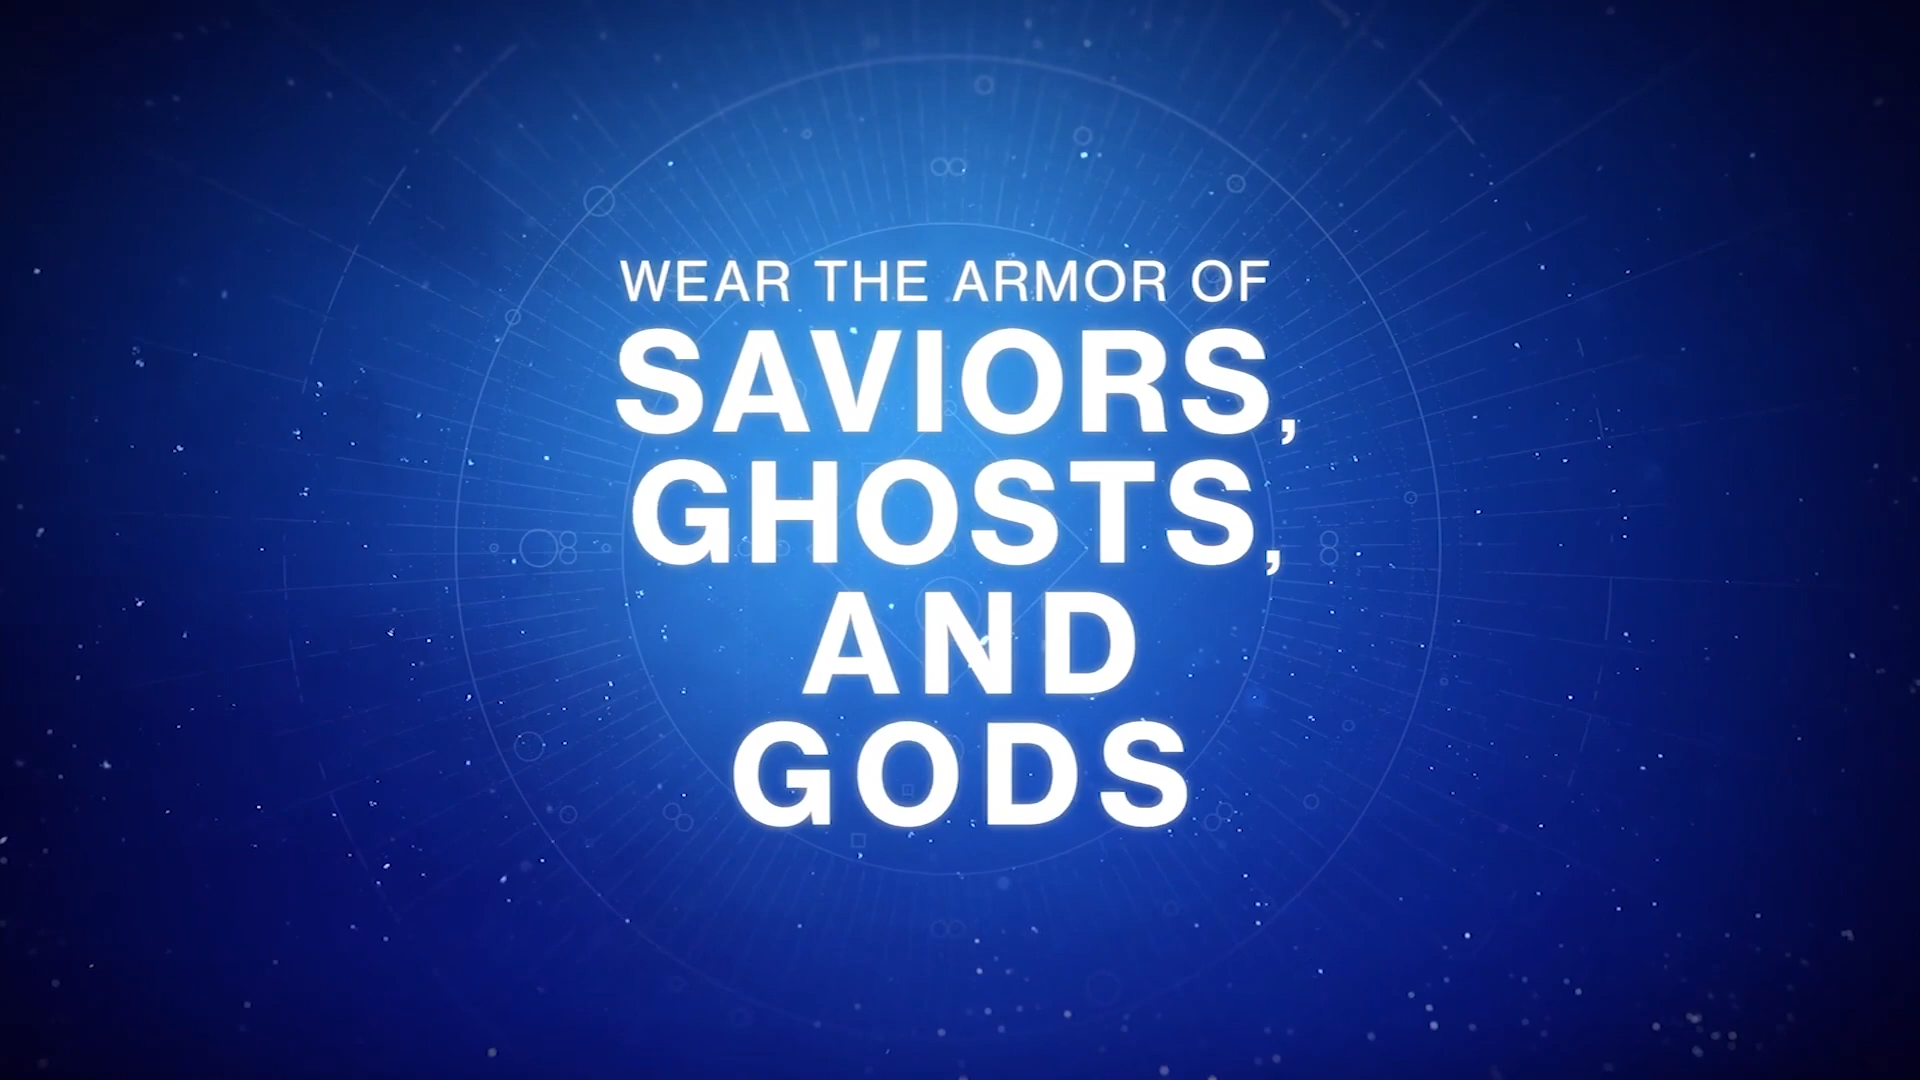 WEAR THE ARMOR OF
SAVIORS,
GHOSTS,
AND
GODS